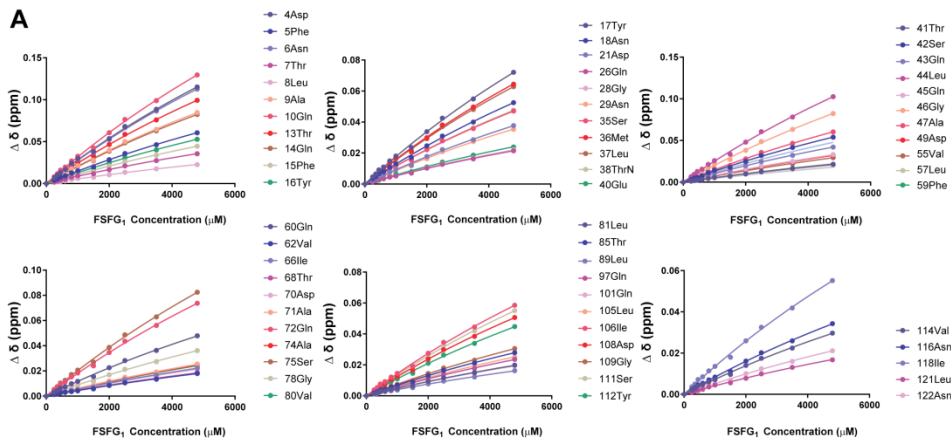 A
Δ δ (ppm)
0.15
0.10
0.05
0.00
0
2000
4000
6000
FSFG1 Concentration (μM)
4Asp
5Phe
6Asn
7Thr
8Leu
9Ala
10Gln
13Thr
14Gln
15Phe
16Tyr
Δ δ (ppm)
0.08
0.06
0.04
0.02
0.00
0
2000
4000
6000
FSFG1 Concentration (μM)
17Tyr
18Asn
21Asp
26Gln
28Gly
29Asn
35Ser
36Met
37Leu
38ThrN
40Glu
Δ δ (ppm)
0.15
0.10
0.05
0.00
0
2000
4000
6000
FSFG1 Concentration (μM)
41Thr
42Ser
43Gln
44Leu
45Gln
46Gly
47Ala
49Asp
55Val
57Leu
59Phe
Δ δ (ppm)
0.10
0.08
0.06
0.04
0.02
0.00
0
2000
4000
6000
FSFG1 Concentration (μM)
60Gln
62Val
66Ile
68Thr
70Asp
71Ala
72Gln
74Ala
75Ser
78Gly
80Val
Δ δ (ppm)
0.08
0.06
0.04
0.02
0.00
0
2000
4000
6000
FSFG1 Concentration (μM)
81Leu
85Thr
89Leu
97Gln
101Gln
105Leu
106Ile
108Asp
109Gly
111Ser
112Tyr
Δ δ (ppm)
0.06
0.04
0.02
0.00
0
2000
4000
6000
FSFG1 Concentration (μM)
114Val
116Asn
118Ile
121Leu
122Asn